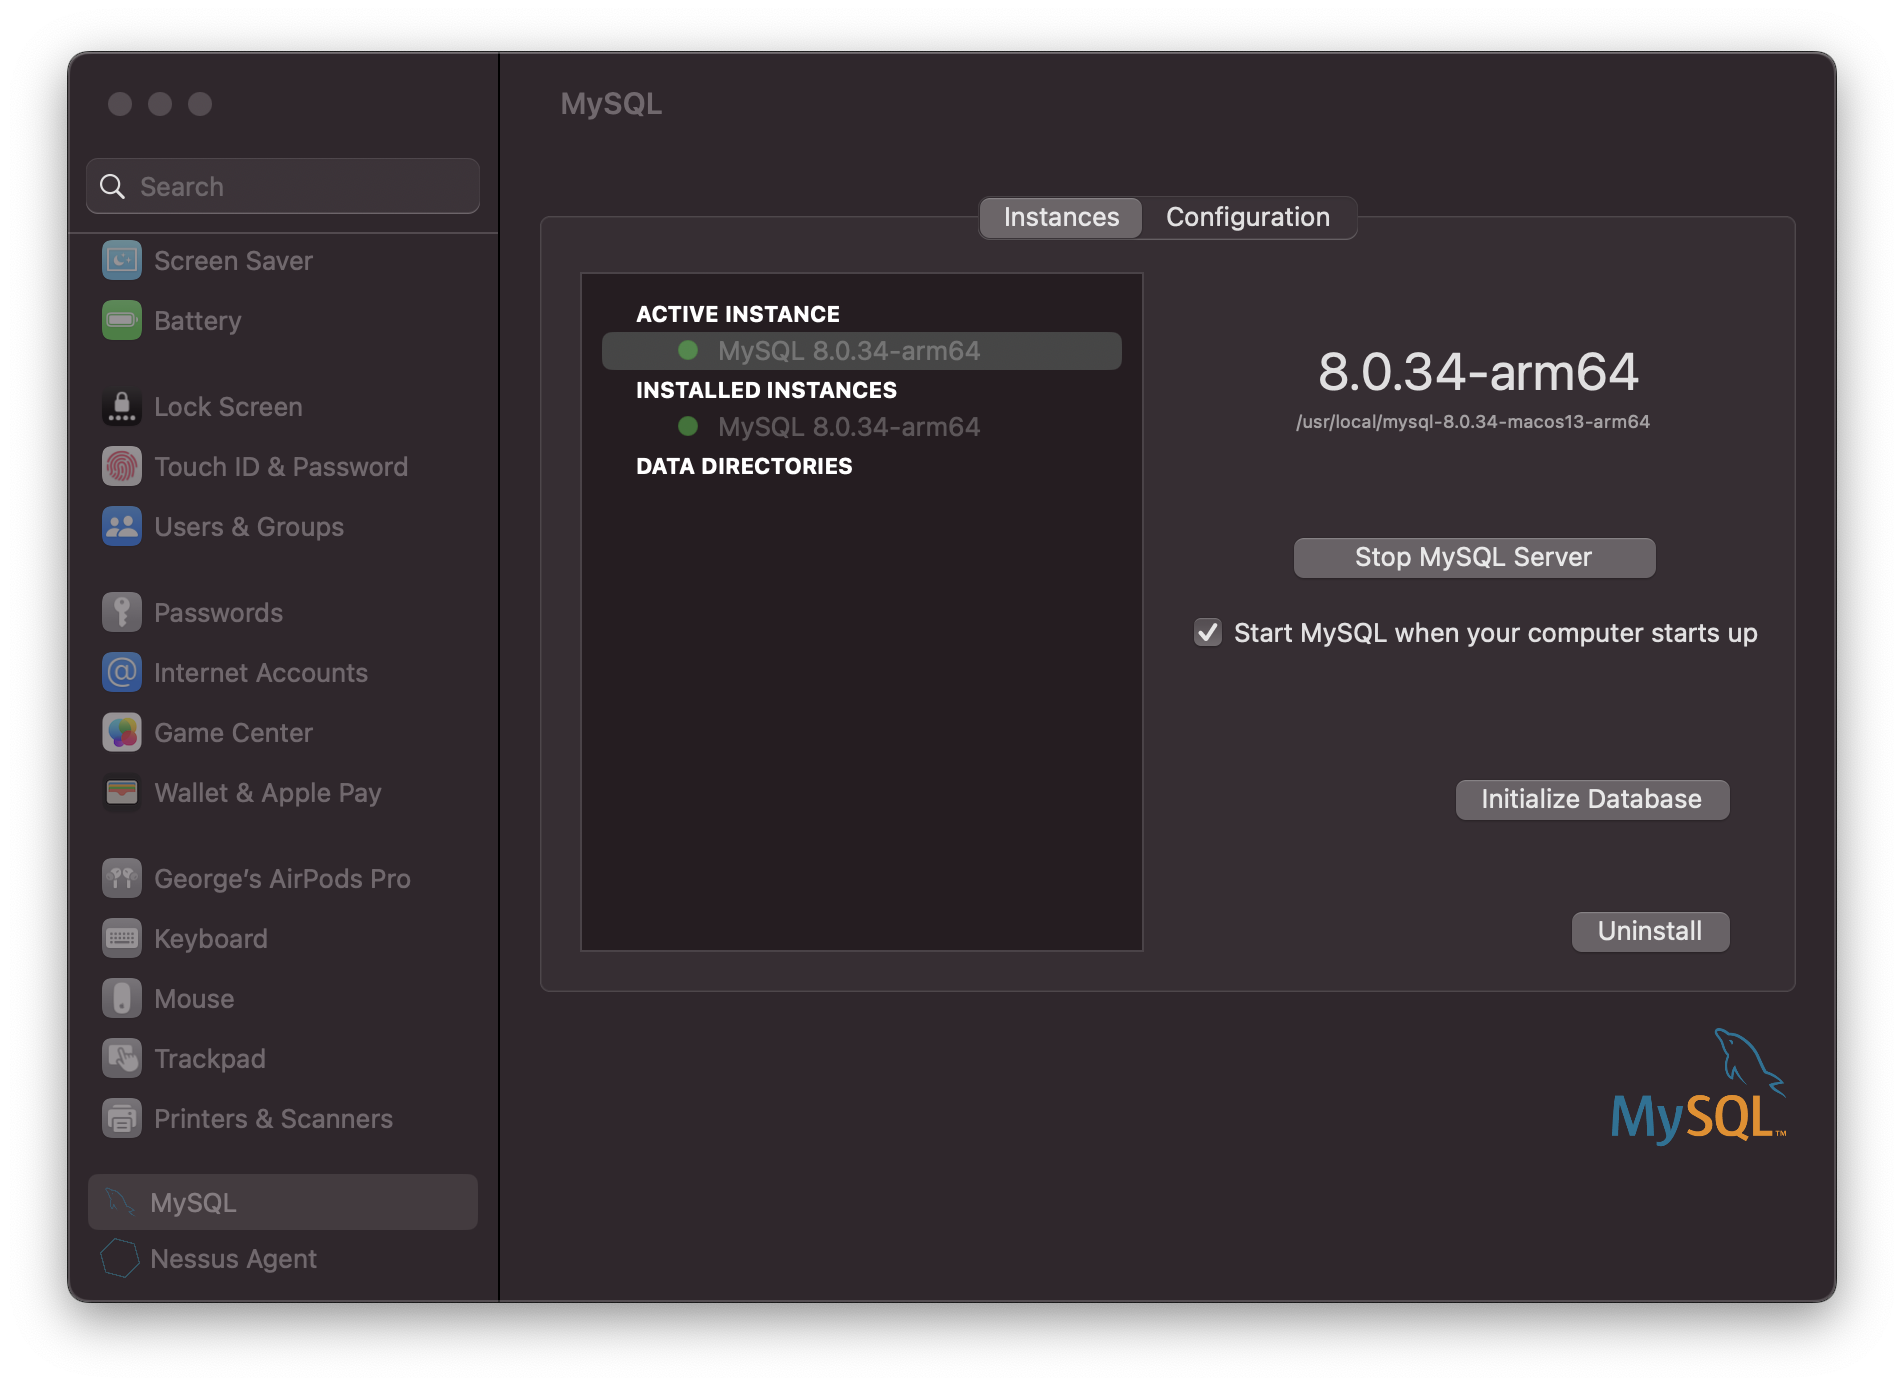 MySQL
Search
Screen Saver
Battery
Lock Screen
Touch ID & Password
Users & Groups
Passwords
Internet Accounts
Game Center
Wallet & Apple Pay
George’s AirPods Pro
Keyboard
Mouse
Trackpad
Printers & Scanners
MySQL
Nessus Agent
Instances
Configuration
ACTIVE INSTANCE
MySQL 8.0.34-arm64
INSTALLED INSTANCES
MySQL 8.0.34-arm64
DATA DIRECTORIES
8.0.34-arm64
/usr/local/mysql-8.0.34-macos13-arm64
Stop MySQL Server
Start MySQL when your computer starts up
Initialize Database
Uninstall
MySQL™